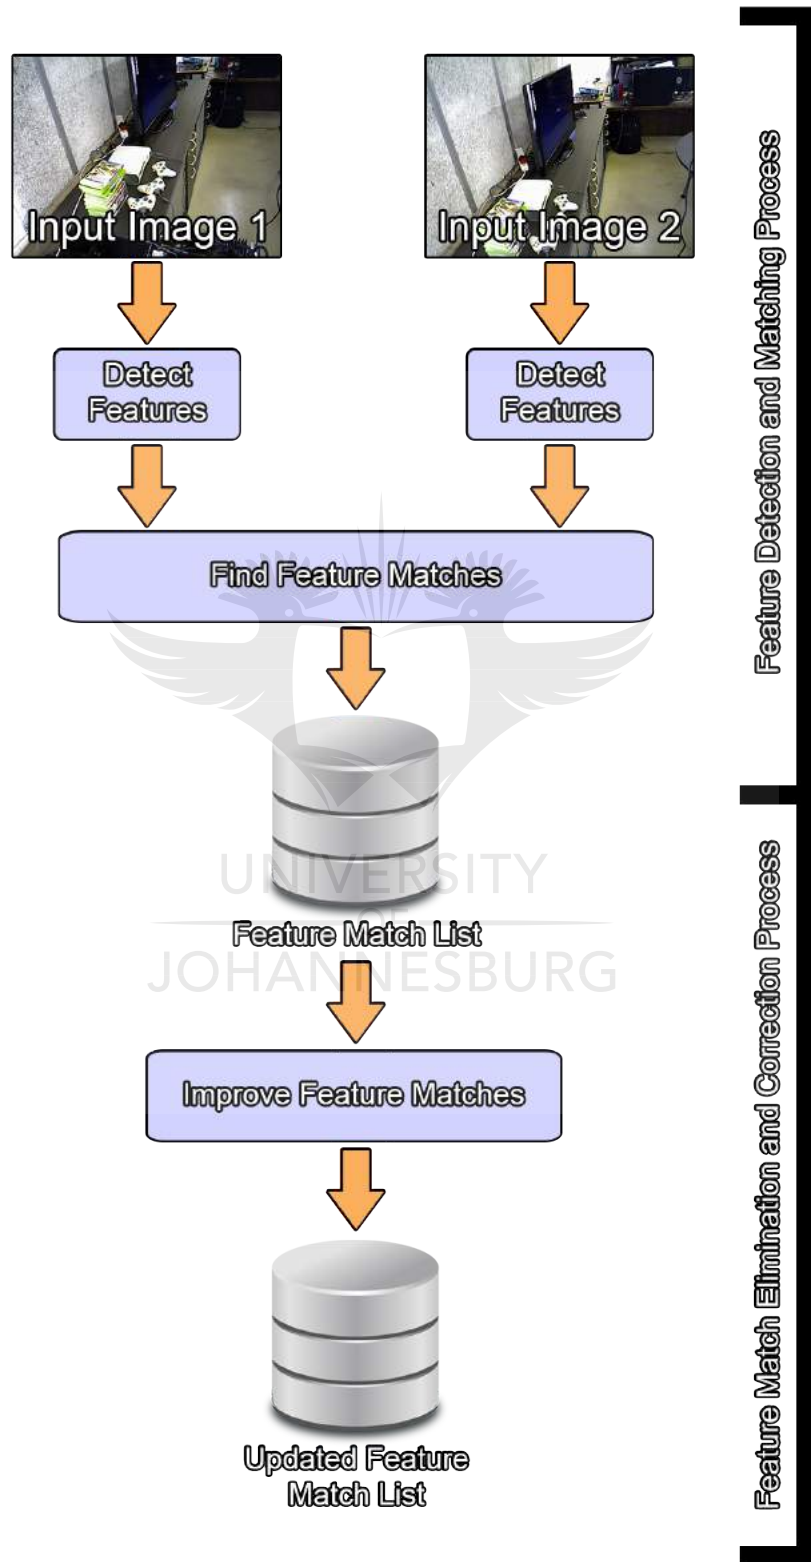 Input Image 1
Input Image 2
Detect
Features
Detect
Features
Find Feature Matches
Feature Match List
Improve Feature Matches
Updated Feature
Match List
Feature Detection and Matching Process
Feature Match Elimination and Correction Process
UNIVERSITY
OF
JOHANNESBURG